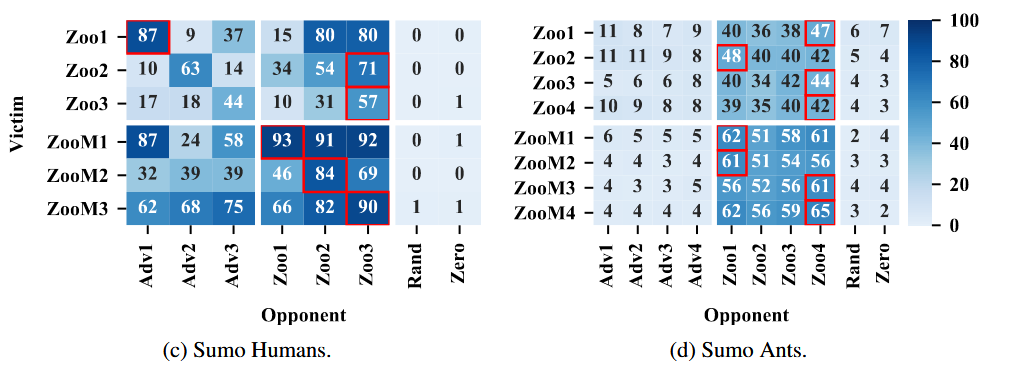 Victim
Zoo1 87 9 37 15 80 80 0 0
Zoo2 10 63 14 34 54 71 0 0
Zoo3 17 18 44 10 31 57 0 1
ZooM1 87 24 58 93 91 92 0 1
ZooM2 32 39 39 46 84 69 0 0
ZooM3 62 68 75 66 82 90 1 1
Adv1 Adv2 Adv3 Zoo1 Zoo2 Zoo3 Rand Zero
Opponent
(c) Sumo Humans.
Zoo1 11 8 7 9 40 36 38 47 6 7
Zoo2 11 11 9 8 48 40 40 42 5 4
Zoo3 5 6 6 8 40 34 42 44 4 3
Zoo4 10 9 8 8 39 35 40 42 4 3
ZooM1 6 5 5 5 62 51 58 61 2 4
ZooM2 4 4 3 4 61 51 54 56 3 3
ZooM3 4 3 3 5 56 52 56 61 4 4
ZooM4 4 4 4 4 62 56 59 65 3 2
Adv1 Adv2 Adv3 Adv4 Zoo1 Zoo2 Zoo3 Zoo4 Rand Zero
Opponent
(d) Sumo Ants.
100
80
60
40
20
0